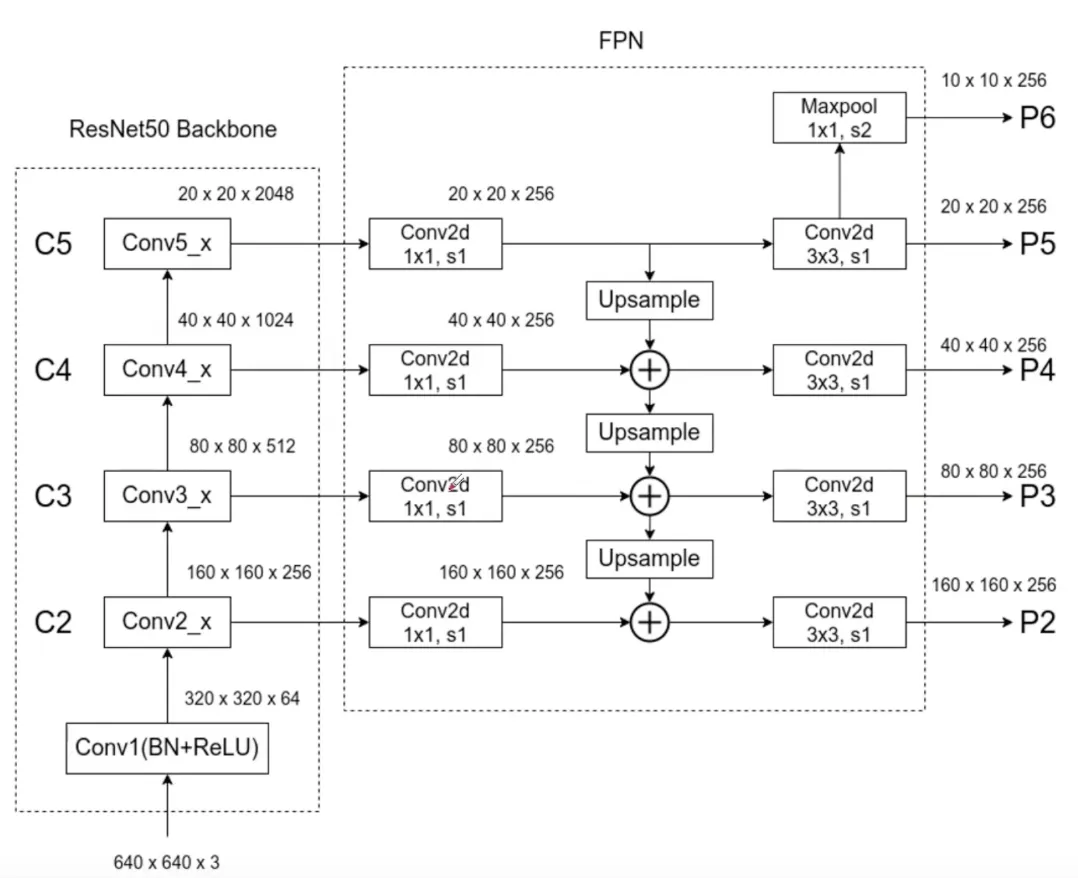 FPN
10 x 10 x 256
Maxpool
1x1, s2
P6
ResNet50 Backbone
20 x 20 x 2048
20 x 20 x 256
20 x 20 x 256
C5
Conv5_x
Conv2d
1x1, s1
Conv2d
3x3, s1
P5
Upsample
40 x 40 x 1024
40 x 40 x 256
40 x 40 x 256
C4
Conv4_x
Conv2d
1x1, s1
Conv2d
3x3, s1
P4
Upsample
80 x 80 x 512
80 x 80 x 256
80 x 80 x 256
C3
Conv3_x
Conv2d
1x1, s1
Conv2d
3x3, s1
P3
Upsample
160 x 160 x 256
160 x 160 x 256
160 x 160 x 256
C2
Conv2_x
Conv2d
1x1, s1
Conv2d
3x3, s1
P2
320 x 320 x 64
Conv1(BN+ReLU)
640 x 640 x 3